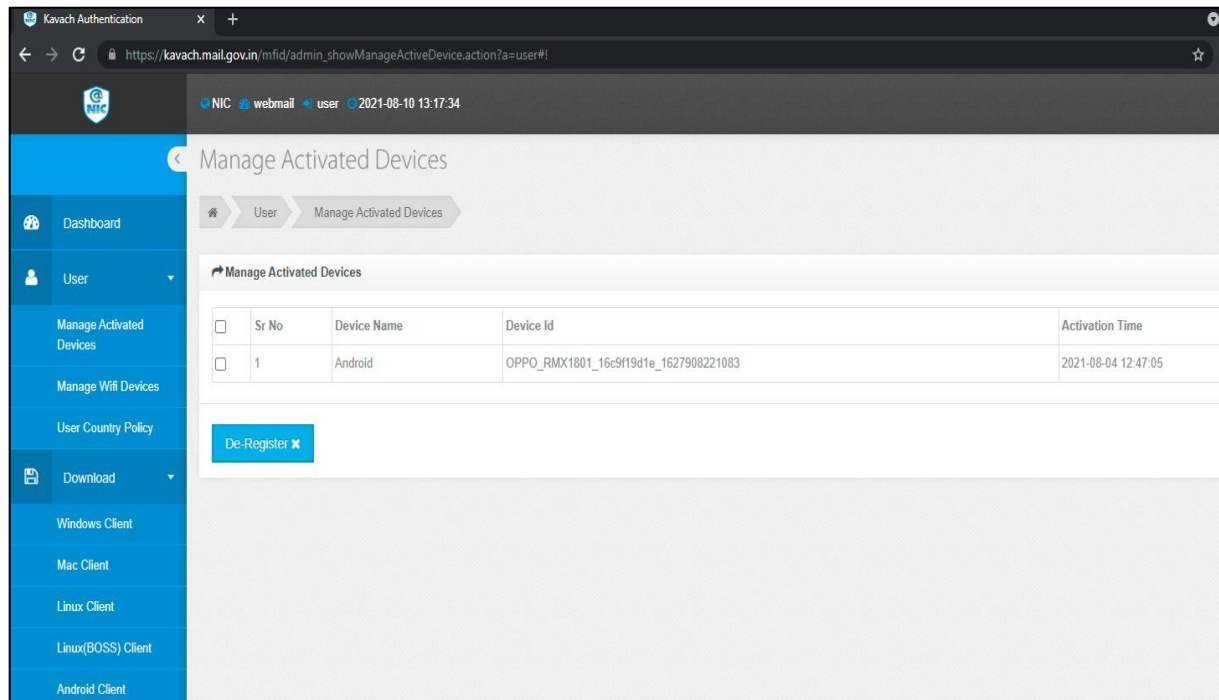 Kavach Authentication
https://kavach.mail.gov.in/mfid/admin_showManageActiveDevice.action?a=user#!
@
NIC
NIC webmail user 2021-08-10 13:17:34
Manage Activated Devices
User Manage Activated Devices
Dashboard
User
Manage Activated
Devices
Manage Wifi Devices
User Country Policy
Download
Windows Client
Mac Client
Linux Client
Linux(BOSS) Client
Android Client
Manage Activated Devices
Sr No Device Name Device Id Activation Time
1 Android OPPO_RMX1801_16c9f19d1e_1627908221083 2021-08-04 12:47:05
De-Register